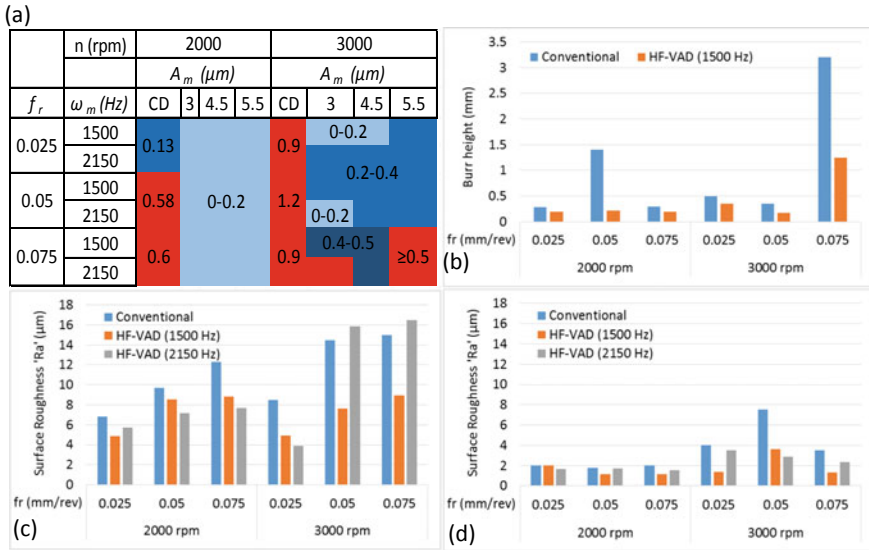 (a)
n (rpm) 2000 3000
A_m (μm) A_m (μm)
f_r ω_m (Hz) CD 3 4.5 5.5 CD 3 4.5 5.5
0.025 1500 0.13 0.9 0-0.2
2150 0.2-0.4
0.05 1500 0.58 0-0.2 1.2
2150 0-0.2
0.075 1500 0.6 0.9 0.4-0.5 ≥0.5
2150
Conventional HF-VAD (1500 Hz)
Burr height (mm)
3.5
3
2.5
2
1.5
1
0.5
0
fr (mm/rev) 0.025 0.05 0.075 0.025 0.05 0.075
2000 rpm 3000 rpm
(b)
Conventional
HF-VAD (1500 Hz)
HF-VAD (2150 Hz)
Surface Roughness 'Ra' (μm)
18
16
14
12
10
8
6
4
2
0
fr (mm/rev) 0.025 0.05 0.075 0.025 0.05 0.075
2000 rpm 3000 rpm
(c)
Conventional
HF-VAD (1500 Hz)
HF-VAD (2150 Hz)
Surface Roughness 'Ra' (μm)
18
16
14
12
10
8
6
4
2
0
fr (mm/rev) 0.025 0.05 0.075 0.025 0.05 0.075
2000 rpm 3000 rpm
(d)